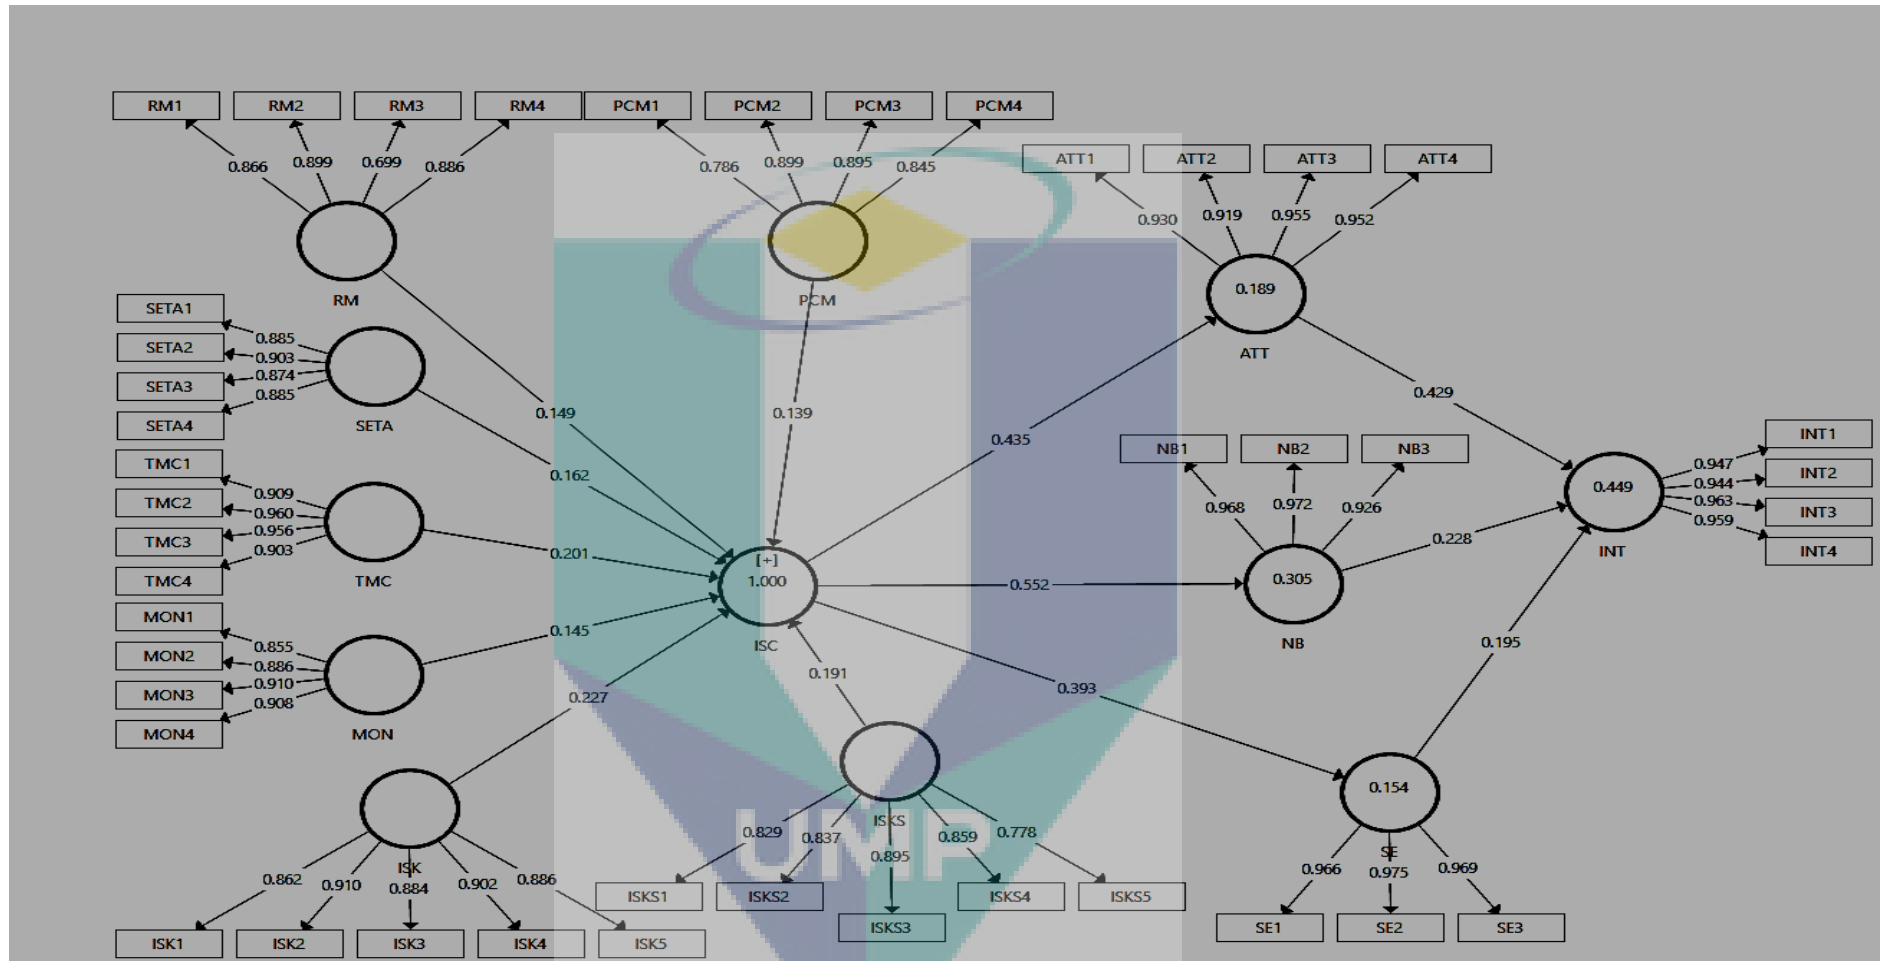 RM1 RM2 RM3 RM4 PCM1 PCM2 PCM3 PCM4
0.866 0.899 0.699 0.886 0.786 0.899 0.895 0.845
ATT1 ATT2 ATT3 ATT4
0.930 0.919 0.955 0.952
RM
PCM
0.189
ATT
SETA1
SETA2
SETA3
SETA4
0.885
0.903
0.874
0.885
SETA
0.149
0.139
0.162
0.435
0.429
TMC1
TMC2
TMC3
TMC4
0.909
0.960
0.956
0.903
TMC
0.201
NB1 NB2 NB3
0.968 0.972 0.926
0.228
INT1
INT2
INT3
INT4
0.947
0.944
0.963
0.959
0.449
INT
[+]
1.000
ISC
0.552
0.305
NB
MON1
MON2
MON3
MON4
0.855
0.886
0.910
0.908
MON
0.145
0.227
0.191
0.393
0.195
ISK
0.862 0.910 0.884 0.902 0.886
ISK1 ISK2 ISK3 ISK4 ISK5
ISKS
0.829 0.837 0.895 0.859 0.778
ISKS1 ISKS2 ISKS3 ISKS4 ISKS5
0.154
SE
0.966 0.975 0.969
SE1 SE2 SE3
UMP